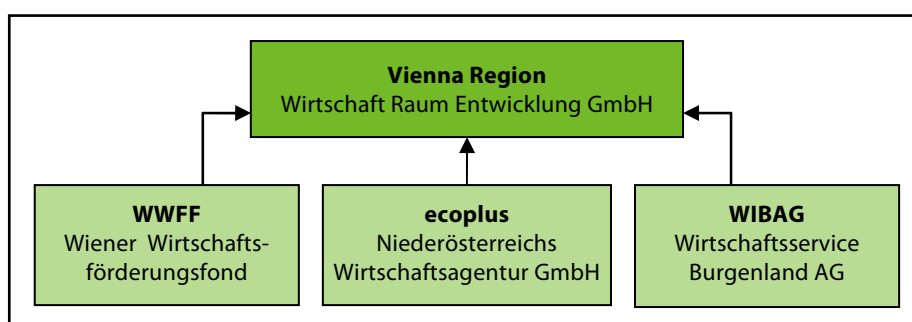 Vienna Region
Wirtschaft Raum Entwicklung GmbH
WWFF
Wiener Wirtschafts-
förderungsfond
ecoplus
Niederösterreichs
Wirtschaftsagentur GmbH
WIBAG
Wirtschaftsservice
Burgenland AG